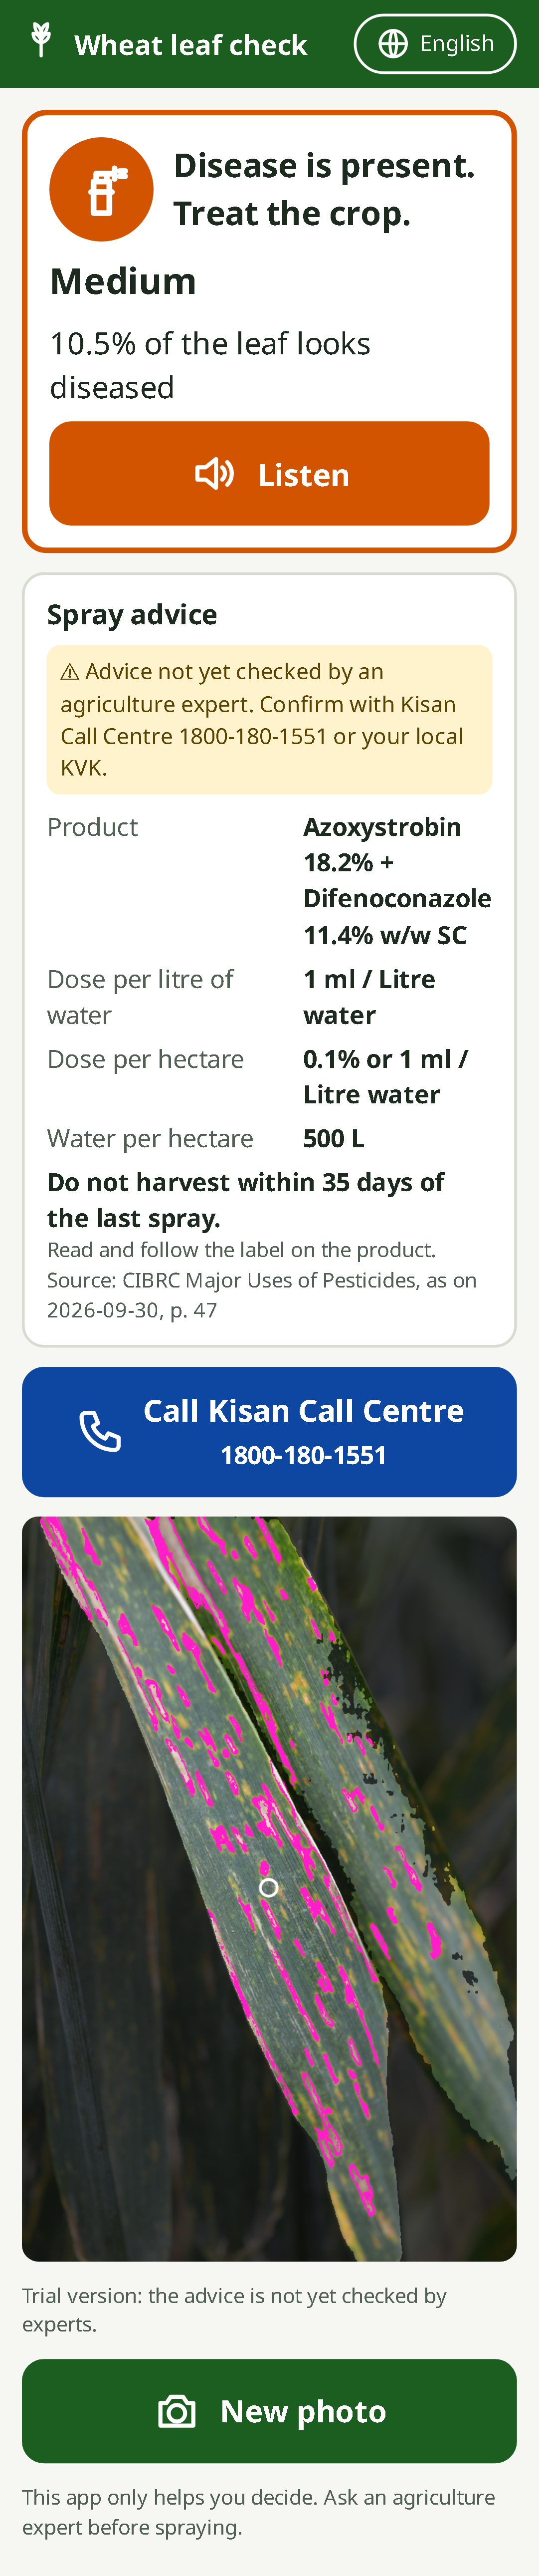 Wheat leaf check
English
Disease is present.
Treat the crop.
Medium
10.5% of the leaf looks
diseased
Listen
Spray advice
⚠ Advice not yet checked by an
agriculture expert. Confirm with Kisan
Call Centre 1800-180-1551 or your local
KVK.
Product
Azoxystrobin
18.2% +
Difenoconazole
11.4% w/w SC
Dose per litre of
water
1 ml / Litre
water
Dose per hectare
0.1% or 1 ml /
Litre water
Water per hectare
500 L
Do not harvest within 35 days of
the last spray.
Read and follow the label on the product.
Source: CIBRC Major Uses of Pesticides, as on
2026-09-30, p. 47
Call Kisan Call Centre
1800-180-1551
Trial version: the advice is not yet checked by
experts.
New photo
This app only helps you decide. Ask an agriculture
expert before spraying.